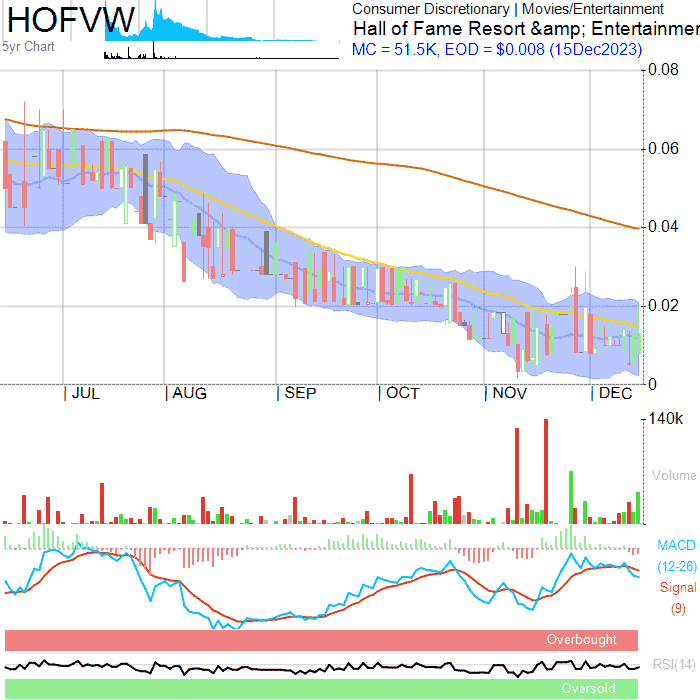 HOFVW
5yr Chart
Consumer Discretionary | Movies/Entertainment
Hall of Fame Resort &amp; Entertainmen
MC = 51.5K, EOD = $0.008 (15Dec2023)
0.08
0.06
0.04
0.02
0
| JUL | AUG | SEP | OCT | NOV | DEC
140k
Volume
MACD
(12-26)
Signal
(9)
Overbought
RSI(14)
Oversold